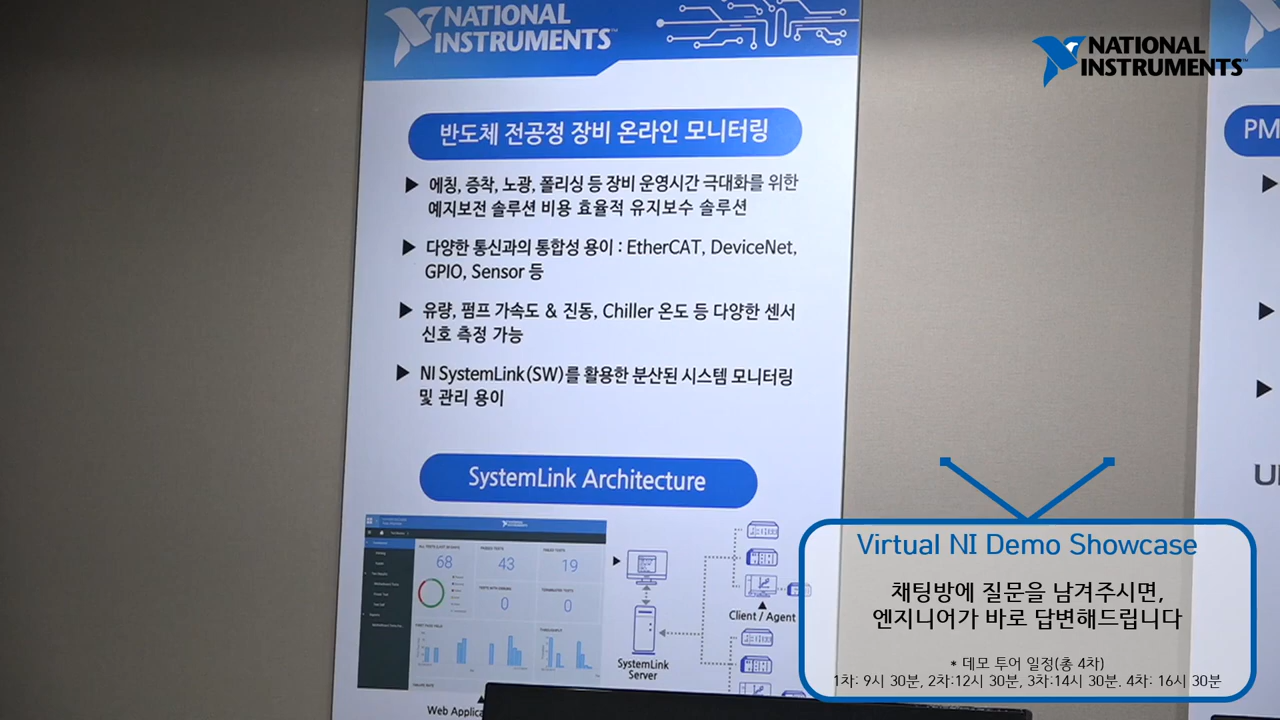 NATIONAL
INSTRUMENTS
반도체 전공정 장비 온라인 모니터링
▶ 에칭, 증착, 노광, 폴리싱 등 장비 운영시간 극대화를 위한
예지보전 솔루션 비용 효율적 유지보수 솔루션
▶ 다양한 통신과의 통합성 용이 : EtherCAT, DeviceNet,
GPIO, Sensor 등
▶ 유량, 펌프 가속도 & 진동, Chiller 온도 등 다양한 센서
신호 측정 가능
▶ NI SystemLink(SW)를 활용한 분산된 시스템 모니터링
및 관리 용이
SystemLink Architecture
NATIONAL
INSTRUMENTS
68
43
19
0
0
Client / Agent
SystemLink
Server
Web Applica
NATIONAL
INSTRUMENTS
PM
Virtual NI Demo Showcase
채팅방에 질문을 남겨주시면,
엔지니어가 바로 답변해드립니다
* 데모 투어 일정(총 4차)
1차: 9시 30분, 2차:12시 30분, 3차:14시 30분. 4차: 16시 30분